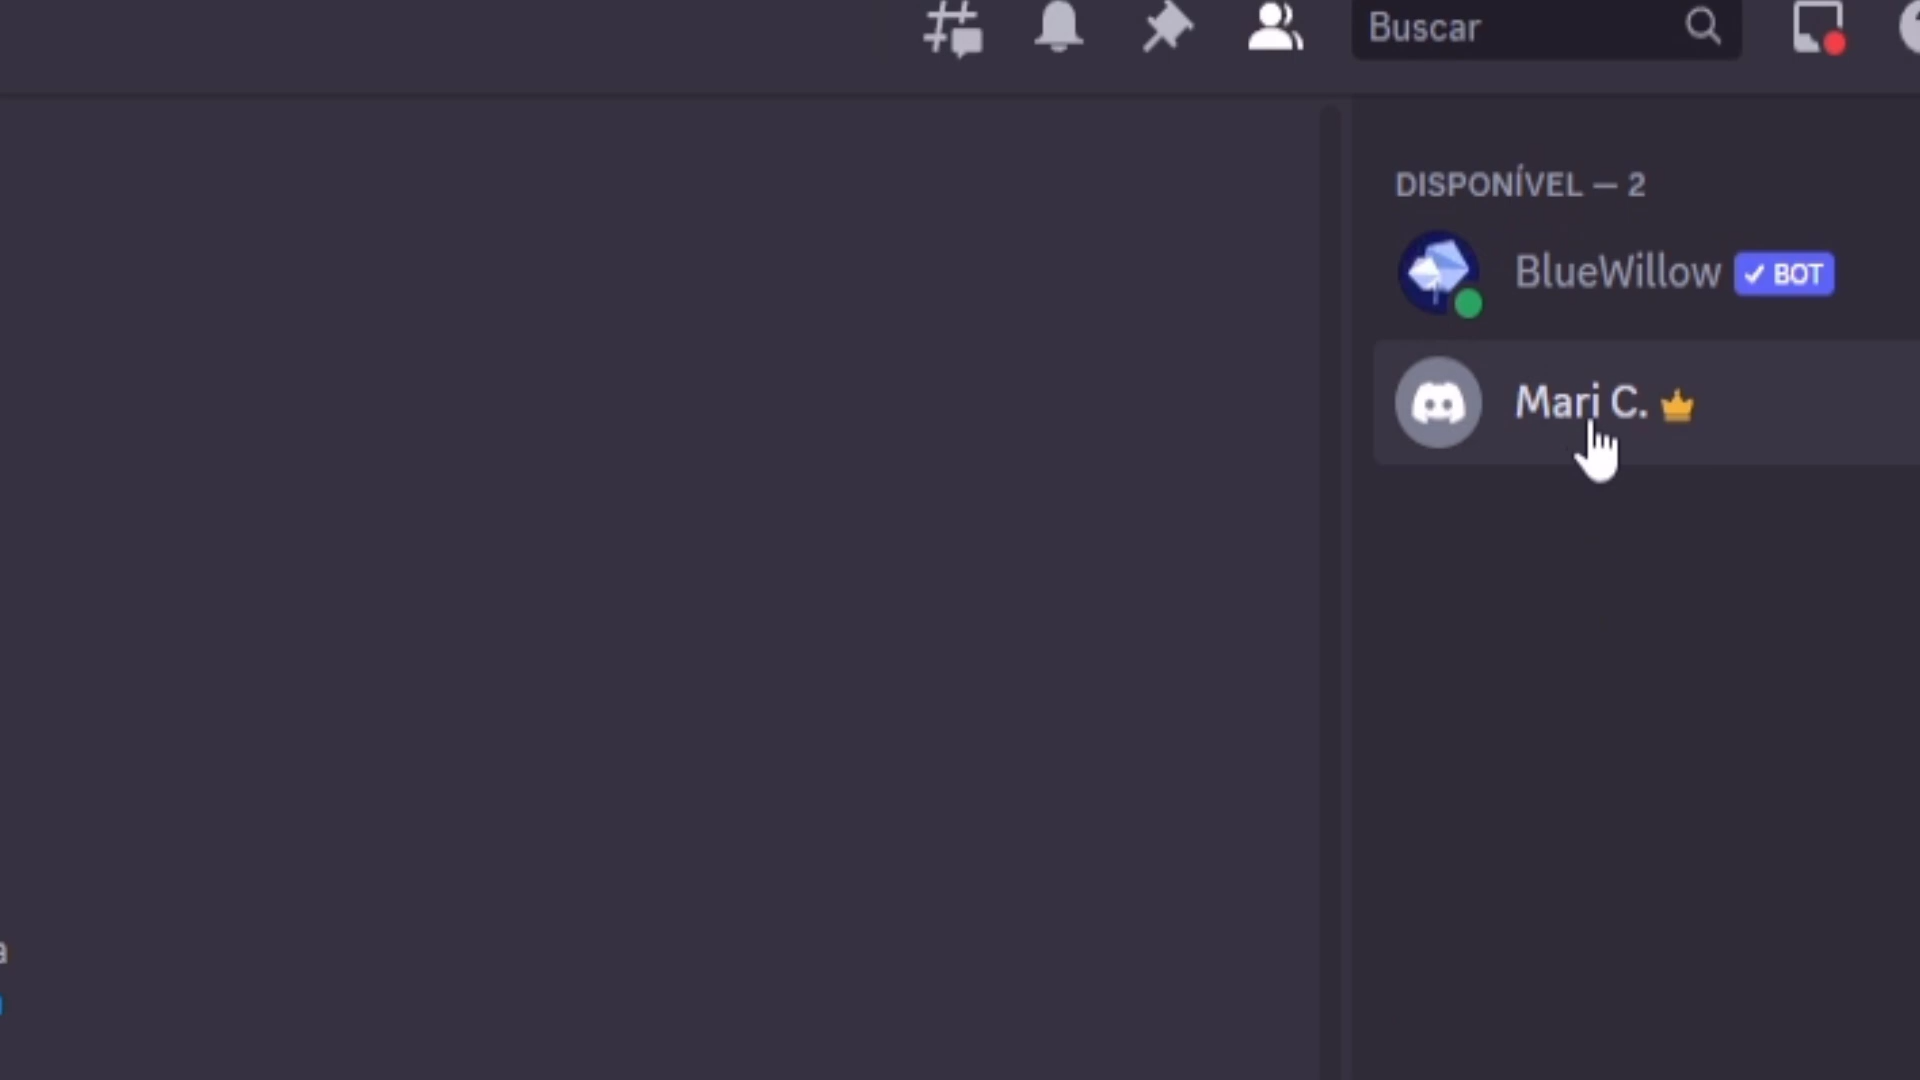 Buscar
DISPONÍVEL — 2
BlueWillow ✓ BOT
Mari C.
a